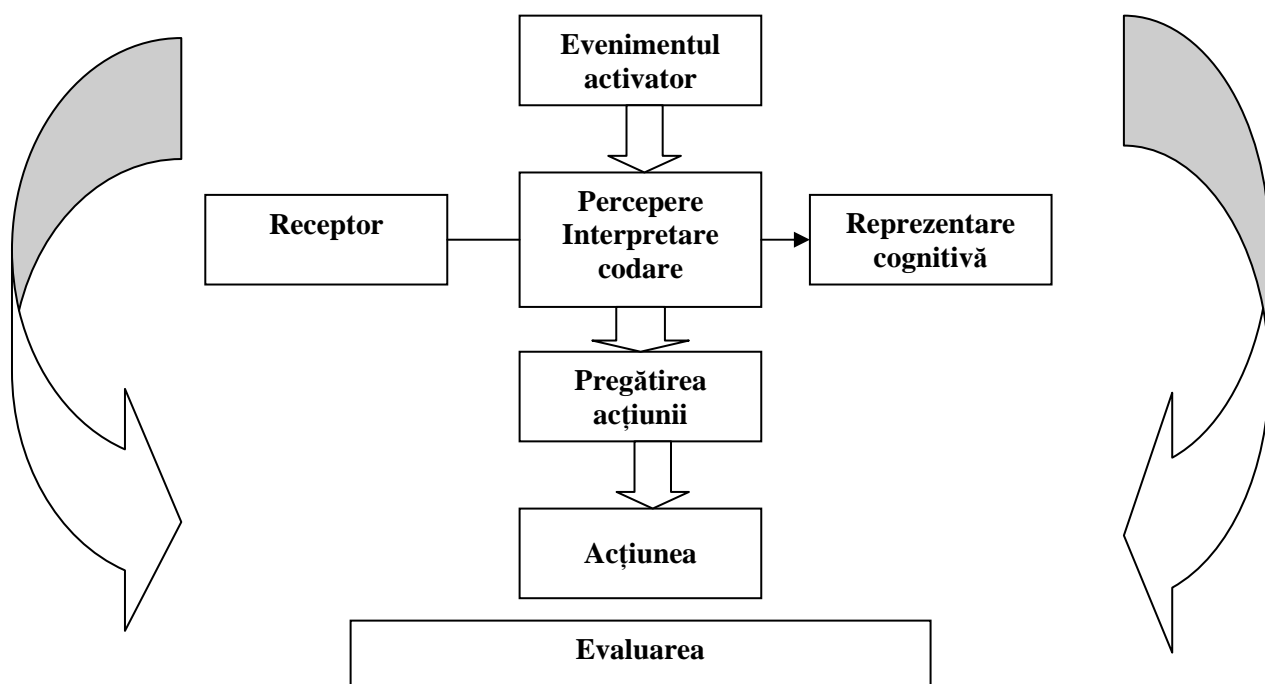 Evenimentul
activator
Receptor
Percepere
Interpretare
codare
Reprezentare
cognitivă
Pregătirea
acțiunii
Acțiunea
Evaluarea